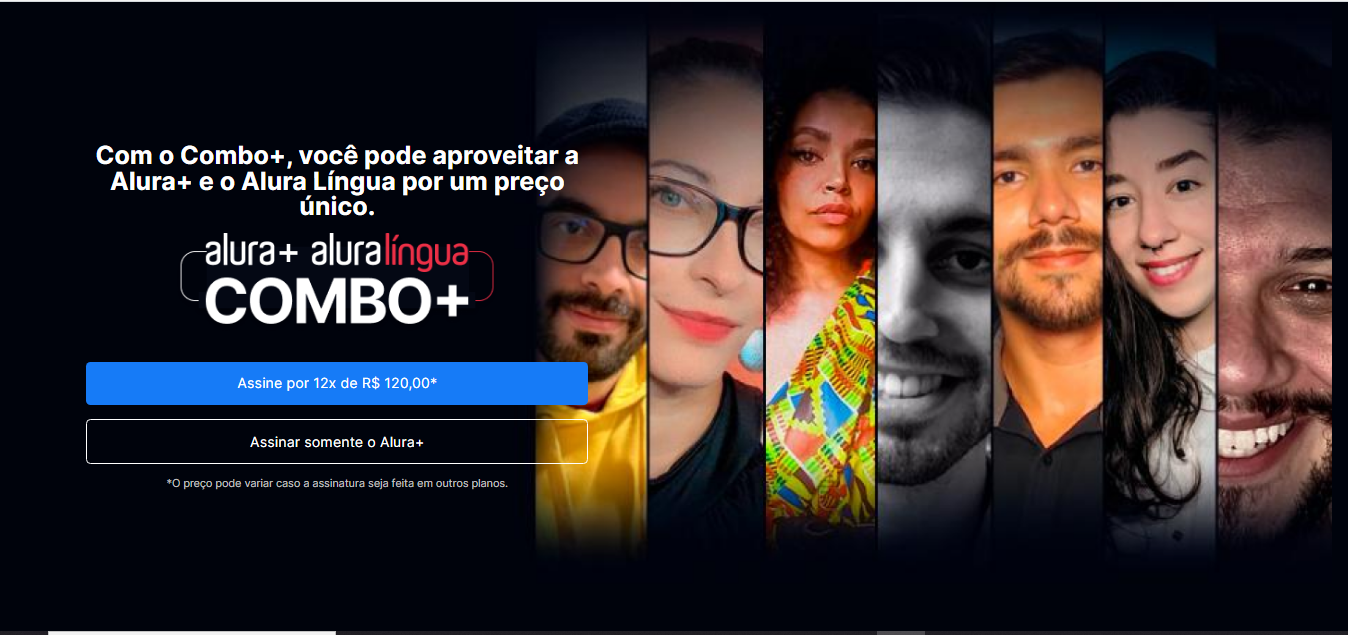 Com o Combo+, você pode aproveitar a
Alura+ e o Alura Língua por um preço
único.
alura+ aluralíngua
COMBO+
Assine por 12x de R$ 120,00*
Assinar somente o Alura+
*O preço pode variar caso a assinatura seja feita em outros planos.